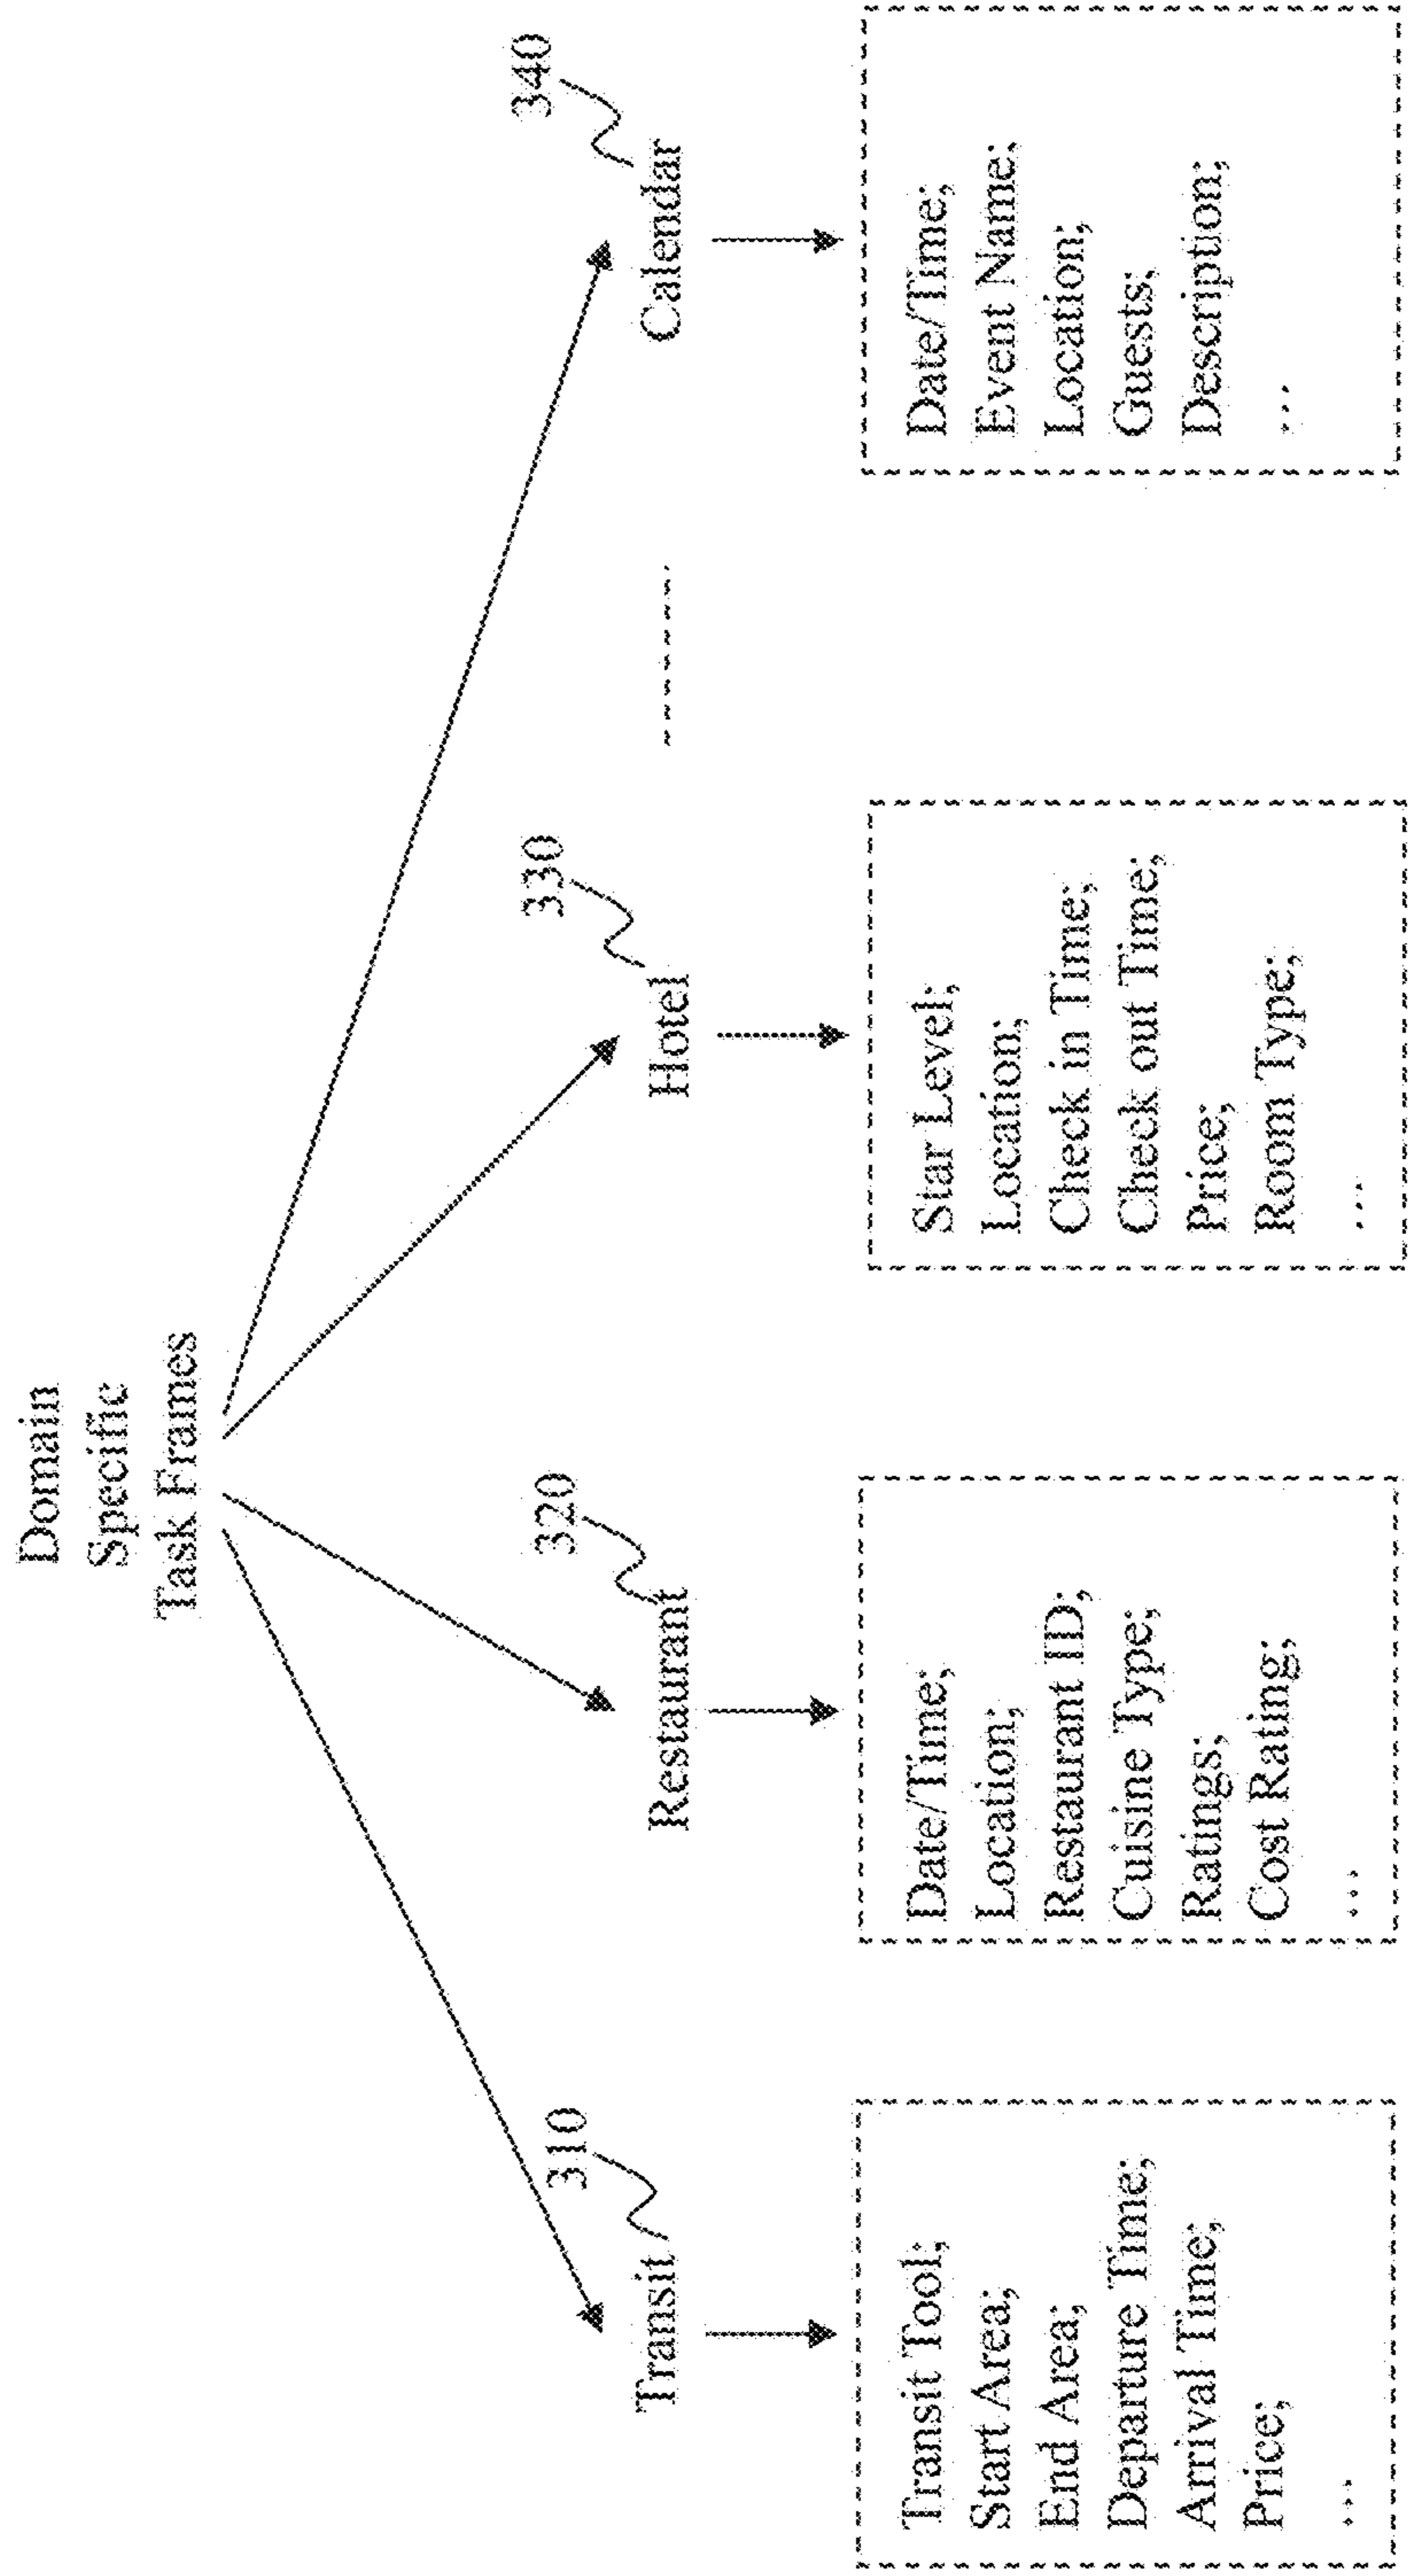 Domain
Specific
Task Frames
310
Transit
320
Restaurant
330
Hotel
340
Calendar
Transit Tool;
Start Area;
End Area;
Departure Time;
Arrival Time;
Price;
...
Date/Time;
Location;
Restaurant ID;
Cuisine Type;
Ratings;
Cost Rating;
...
Star Level;
Location;
Check in Time;
Check out Time;
Price;
Room Type;
...
Date/Time;
Event Name;
Location;
Guests;
Description;
...